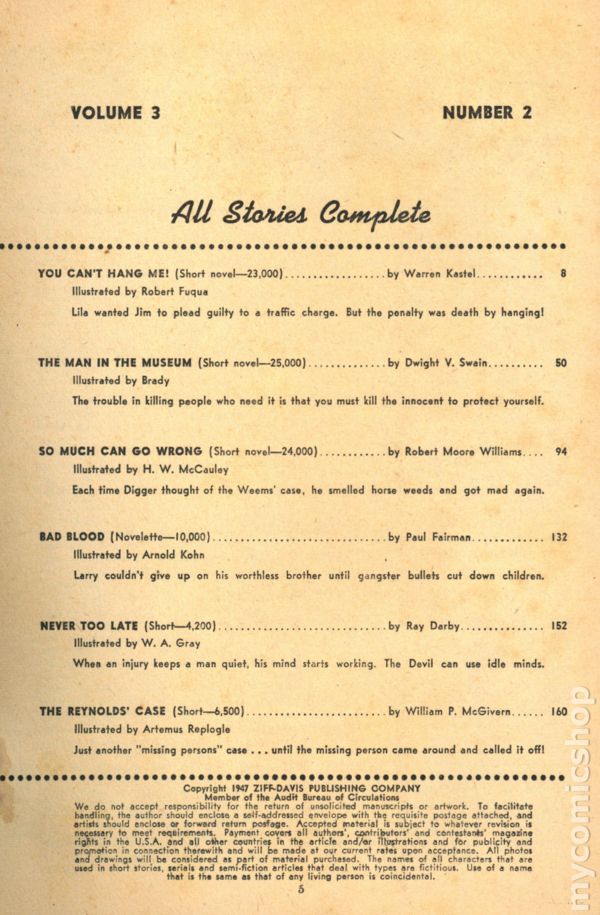 VOLUME 3 NUMBER 2
All Stories Complete
YOU CAN'T HANG ME! (Short novel—23,000)..................by Warren Kastel............ 8
Illustrated by Robert Fuqua
Lila wanted Jim to plead guilty to a traffic charge. But the penalty was death by hanging!
THE MAN IN THE MUSEUM (Short novel—25,000)..............by Dwight V. Swain.......... 50
Illustrated by Brady
The trouble in killing people who need it is that you must kill the innocent to protect yourself.
SO MUCH CAN GO WRONG (Short novel—24,000)............by Robert Moore Williams.... 94
Illustrated by H. W. McCauley
Each time Digger thought of the Weems' case, he smelled horse weeds and got mad again.
BAD BLOOD (Novelette—10,000)..............................by Paul Fairman............. 132
Illustrated by Arnold Kohn
Larry couldn't give up on his worthless brother until gangster bullets cut down children.
NEVER TOO LATE (Short—4,200).............................by Ray Darby................ 152
Illustrated by W. A. Gray
When an injury keeps a man quiet, his mind starts working. The Devil can use idle minds.
THE REYNOLDS' CASE (Short—6,500)........................by William P. McGivern...... 160
Illustrated by Artemus Replogle
Just another "missing persons" case . . . until the missing person came around and called it off!
Copyright 1947 ZIFF-DAVIS PUBLISHING COMPANY
Member of the Audit Bureau of Circulations
We do not accept responsibility for the return of unsolicited manuscripts or artwork. To facilitate
handling, the author should enclose a self-addressed envelope with the requisite postage attached, and
artists should enclose or forward return postage. Accepted material is subject to whatever revision is
necessary to meet requirements. Payment covers all authors', contributors' and contestants' magazine
rights in the U.S.A. and all other countries in the article and/or illustrations and for publicity and
promotion in connection therewith and will be made at our current rates upon acceptance. All photos
and drawings will be considered as part of material purchased. The names of all characters that are
used in short stories, serials and semi-fiction articles that deal with types are fictitious. Use of a name
that is the same as that of any living person is coincidental.
5
mycomicshop